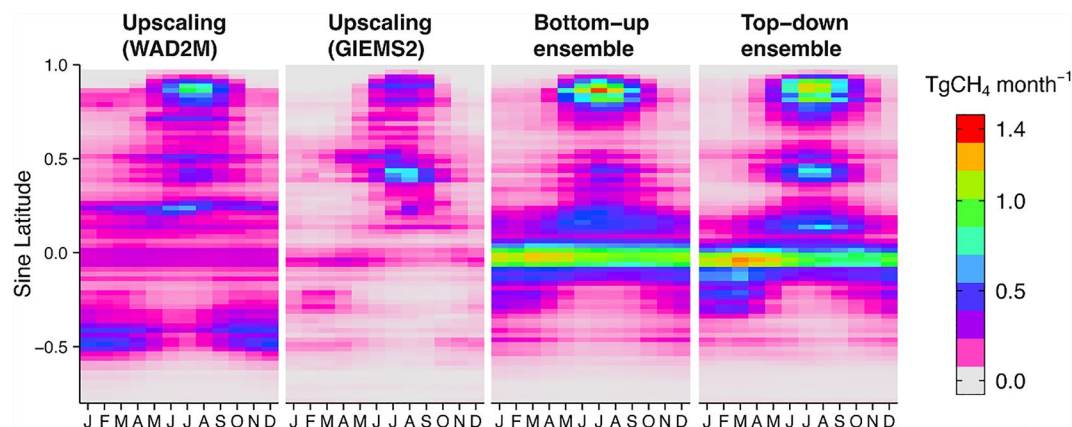 Upscaling
(WAD2M)
Upscaling
(GIEMS2)
Bottom−up
ensemble
Top−down
ensemble
TgCH₄ month⁻¹
1.4
1.0
0.5
0.0
Sine Latitude
1.0
0.5
0.0
−0.5
J F M A M J J A S O N D
J F M A M J J A S O N D
J F M A M J J A S O N D
J F M A M J J A S O N D